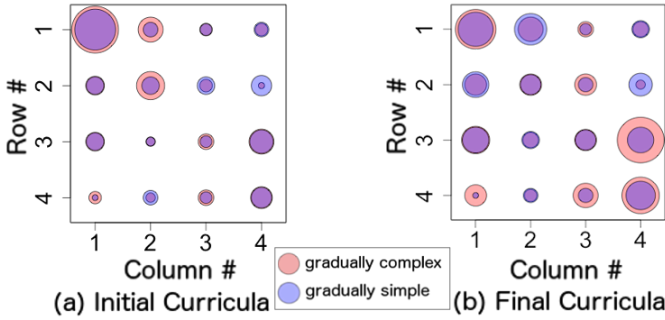 Row #
1
2
3
4
1 2 3 4
Column #
(a) Initial Curricula
Row #
1
2
3
4
1 2 3 4
Column #
(b) Final Curricula
gradually complex
gradually simple